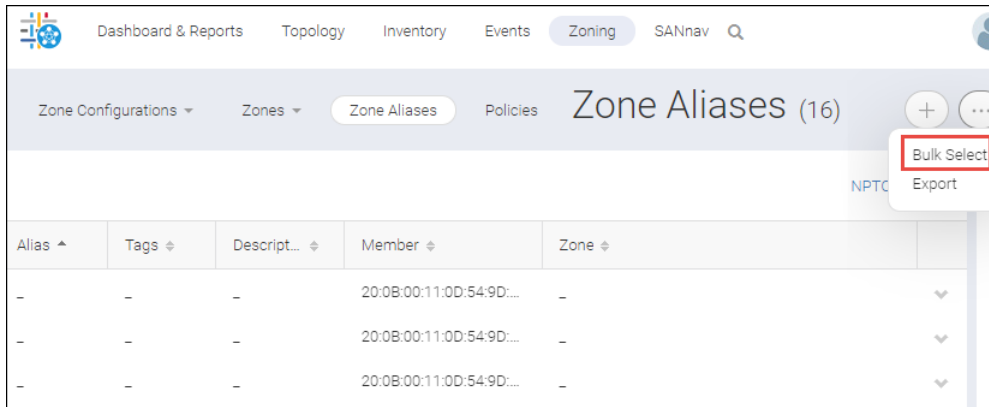 Dashboard & Reports Topology Inventory Events Zoning SANnav
Zone Configurations Zones Zone Aliases Policies Zone Aliases (16)
+ ...
Bulk Select
Export
Alias Tags Descript... Member Zone
– – – 20:0B:00:11:0D:54:9D:... –
– – – 20:0B:00:11:0D:54:9D:... –
– – – 20:0B:00:11:0D:54:9D:... –